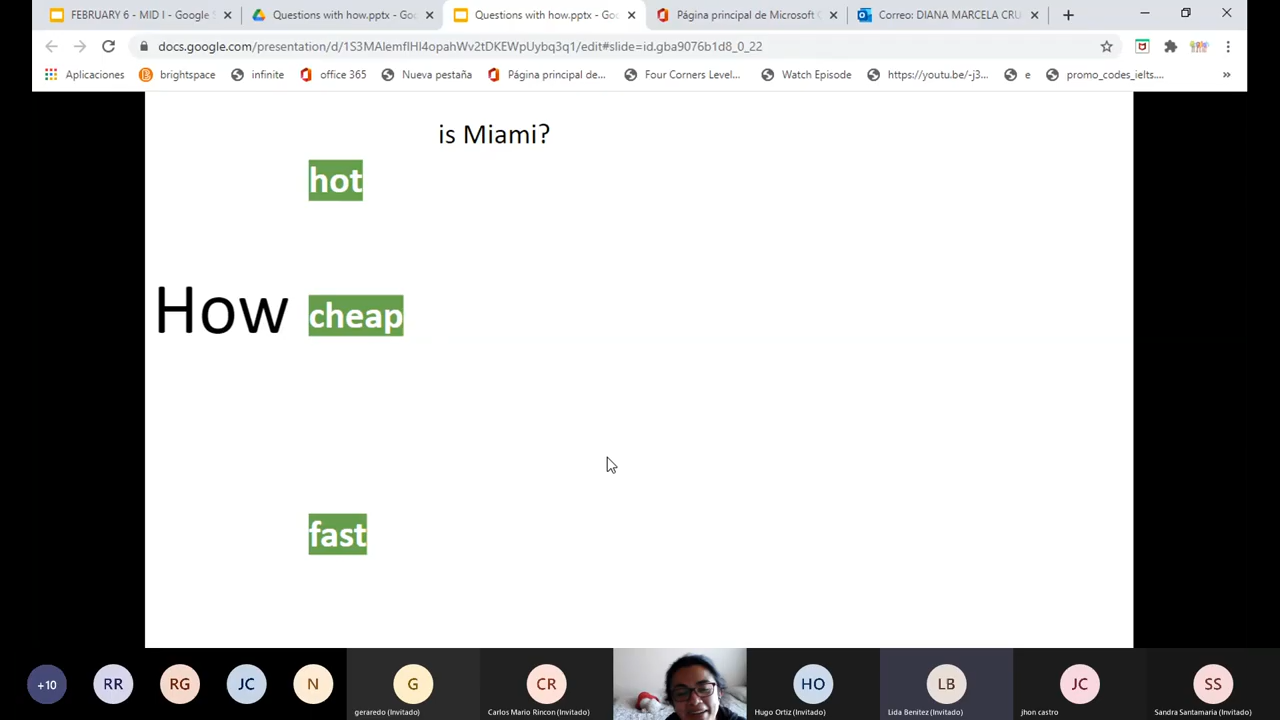 FEBRUARY 6 - MID I - Google S
Questions with how.pptx - Goo
Questions with how.pptx - Goo
Página principal de Microsoft O
Correo: DIANA MARCELA CRU
docs.google.com/presentation/d/1S3MAIemfIHI4opahWv2tDKEWpUybq3q1/edit#slide=id.gba9076b1d8_0_22
Aplicaciones
brightspace
infinite
office 365
Nueva pestaña
Página principal de...
Four Corners Level...
Watch Episode
https://youtu.be/-j3...
e
promo_codes_ielts....
»
is Miami?
hot
How
cheap
fast
+10
RR
RG
JC
N
G
CR
HO
LB
JC
SS
geraredo (Invitado)
Carlos Mario Rincon (Invitado)
Hugo Ortiz (Invitado)
Lida Benitez (Invitado)
jhon castro
Sandra Santamaria (Invitado)